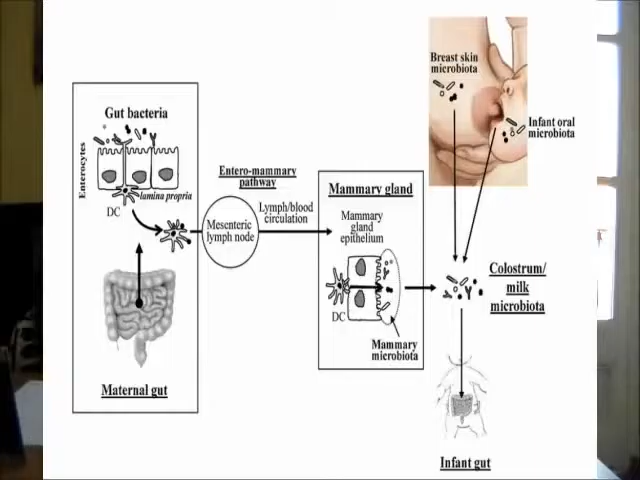 Breast skin
microbiota
Infant oral
microbiota
Gut bacteria
Enterocytes
lamina propria
DC
Maternal gut
Entero-mammary
pathway
Mesenteric
lymph node
Lymph/blood
circulation
Mammary gland
Mammary
gland
epithelium
DC
Mammary
microbiota
Colostrum/
milk
microbiota
Infant gut